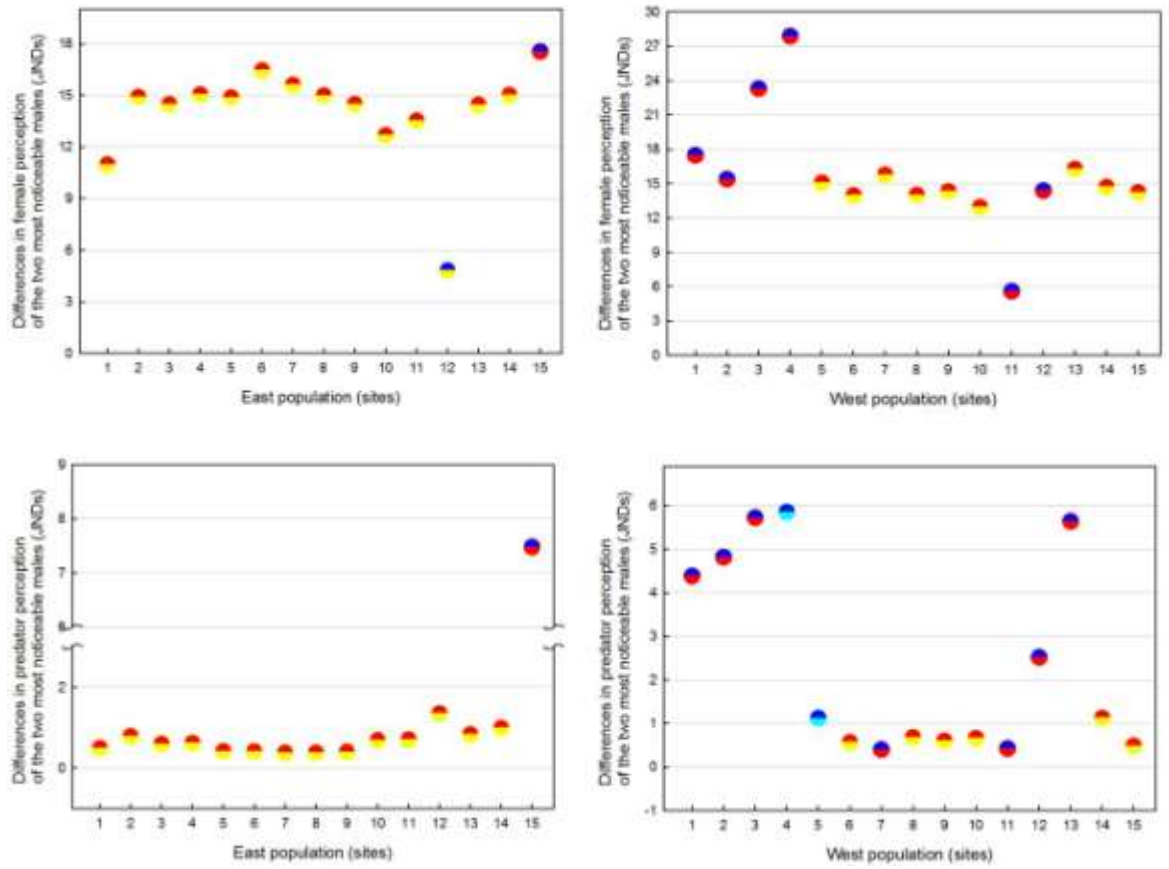 Differences in female perception
of the two most noticeable males (JNDs)
18
15
12
9
6
3
0
1 2 3 4 5 6 7 8 9 10 11 12 13 14 15
East population (sites)
Differences in female perception
of the two most noticeable males (JNDs)
30
27
24
21
18
15
12
9
6
3
0
1 2 3 4 5 6 7 8 9 10 11 12 13 14 15
West population (sites)
Differences in predator perception
of the two most noticeable males (JNDs)
9
8
7
6
2
0
1 2 3 4 5 6 7 8 9 10 11 12 13 14 15
East population (sites)
Differences in predator perception
of the two most noticeable males (JNDs)
6
5
4
3
2
1
0
-1
1 2 3 4 5 6 7 8 9 10 11 12 13 14 15
West population (sites)